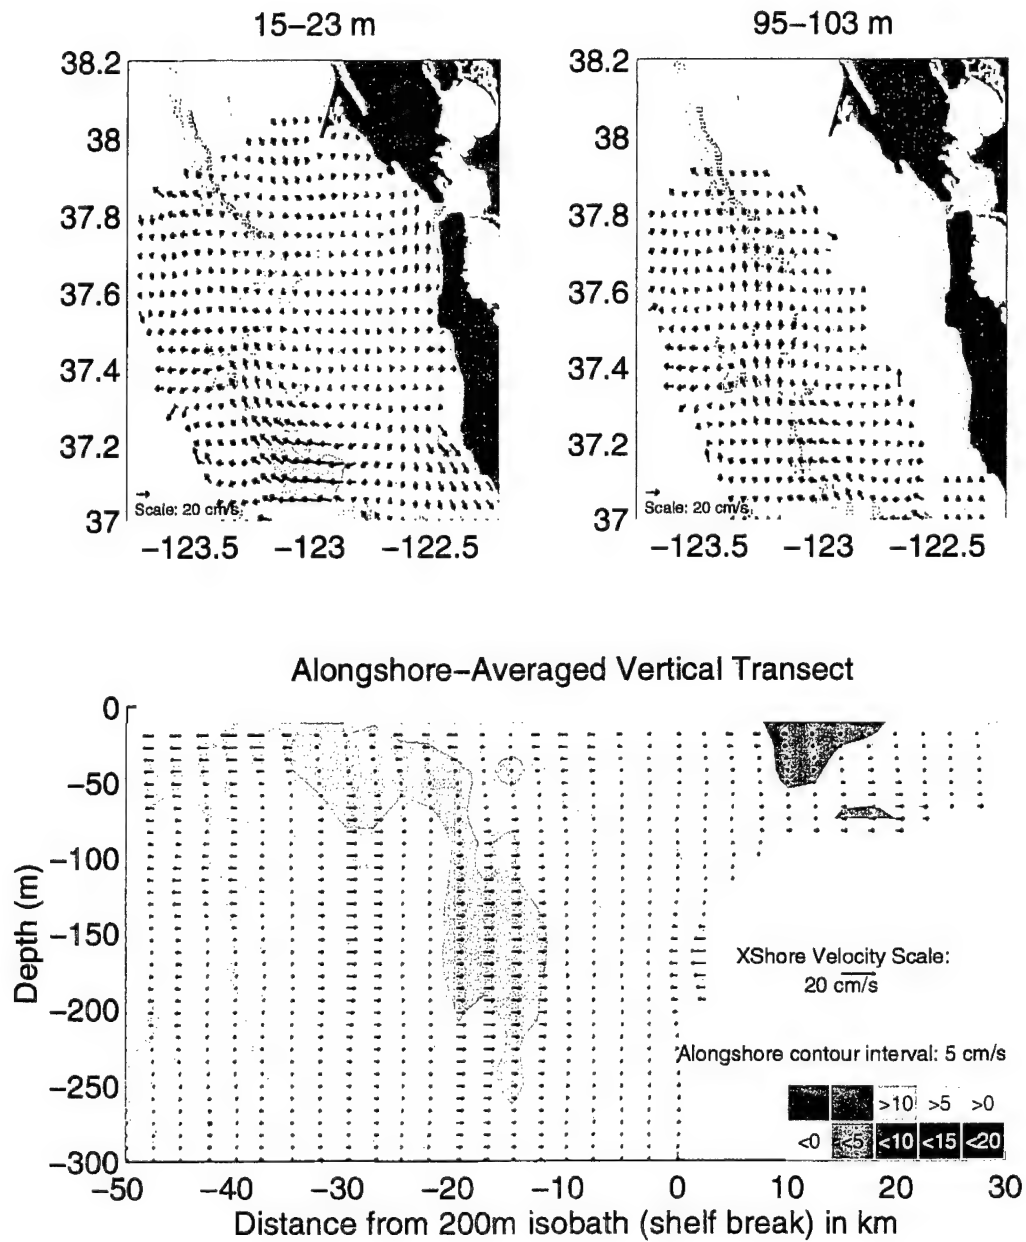 15−23 m
95−103 m
38.2
38
37.8
37.6
37.4
37.2
37
Scale: 20 cm/s
−123.5 −123 −122.5
38.2
38
37.8
37.6
37.4
37.2
37
Scale: 20 cm/s
−123.5 −123 −122.5
Alongshore−Averaged Vertical Transect
0
−50
−100
−150
−200
−250
−300
Depth (m)
XShore Velocity Scale:
20 cm/s
Alongshore contour interval: 5 cm/s
>10 >5 >0
<0 <5 <10 <15 <20
−50 −40 −30 −20 −10 0 10 20 30
Distance from 200m isobath (shelf break) in km